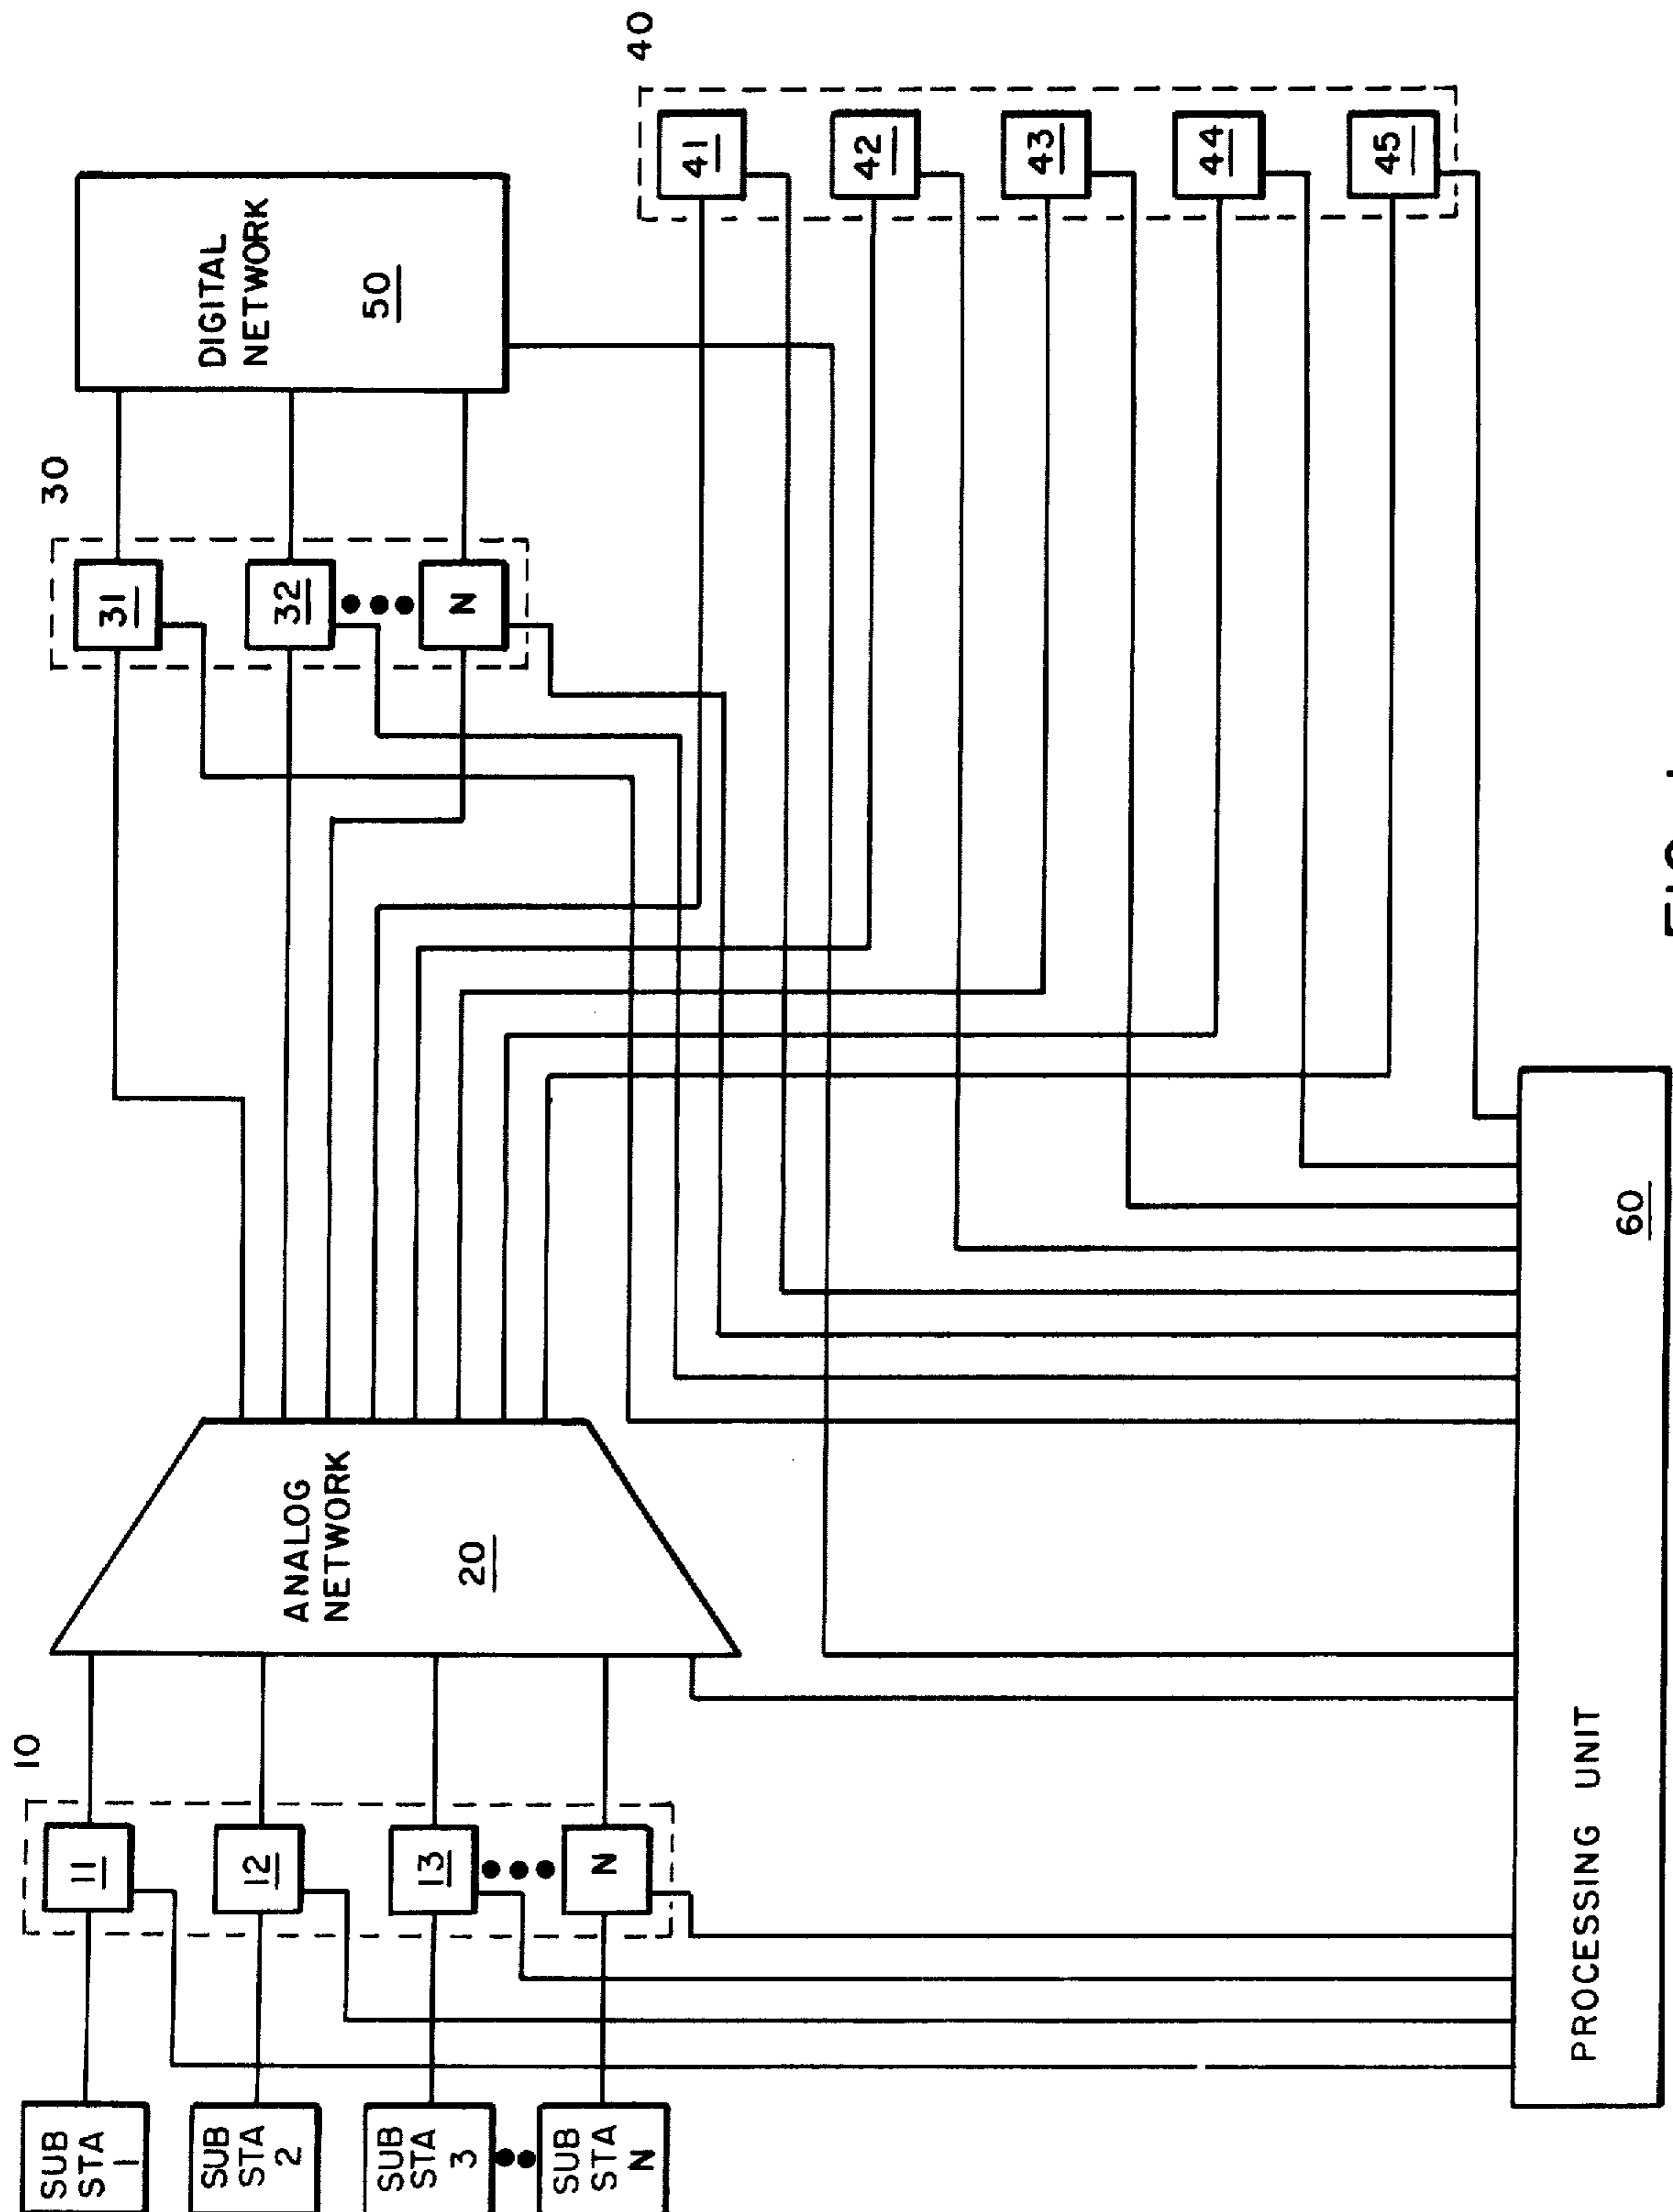 10
30
40
SUB
STA
1
SUB
STA
2
SUB
STA
3
SUB
STA
N
11
12
13
N
ANALOG
NETWORK
20
31
32
N
DIGITAL
NETWORK
50
41
42
43
44
45
PROCESSING UNIT
60